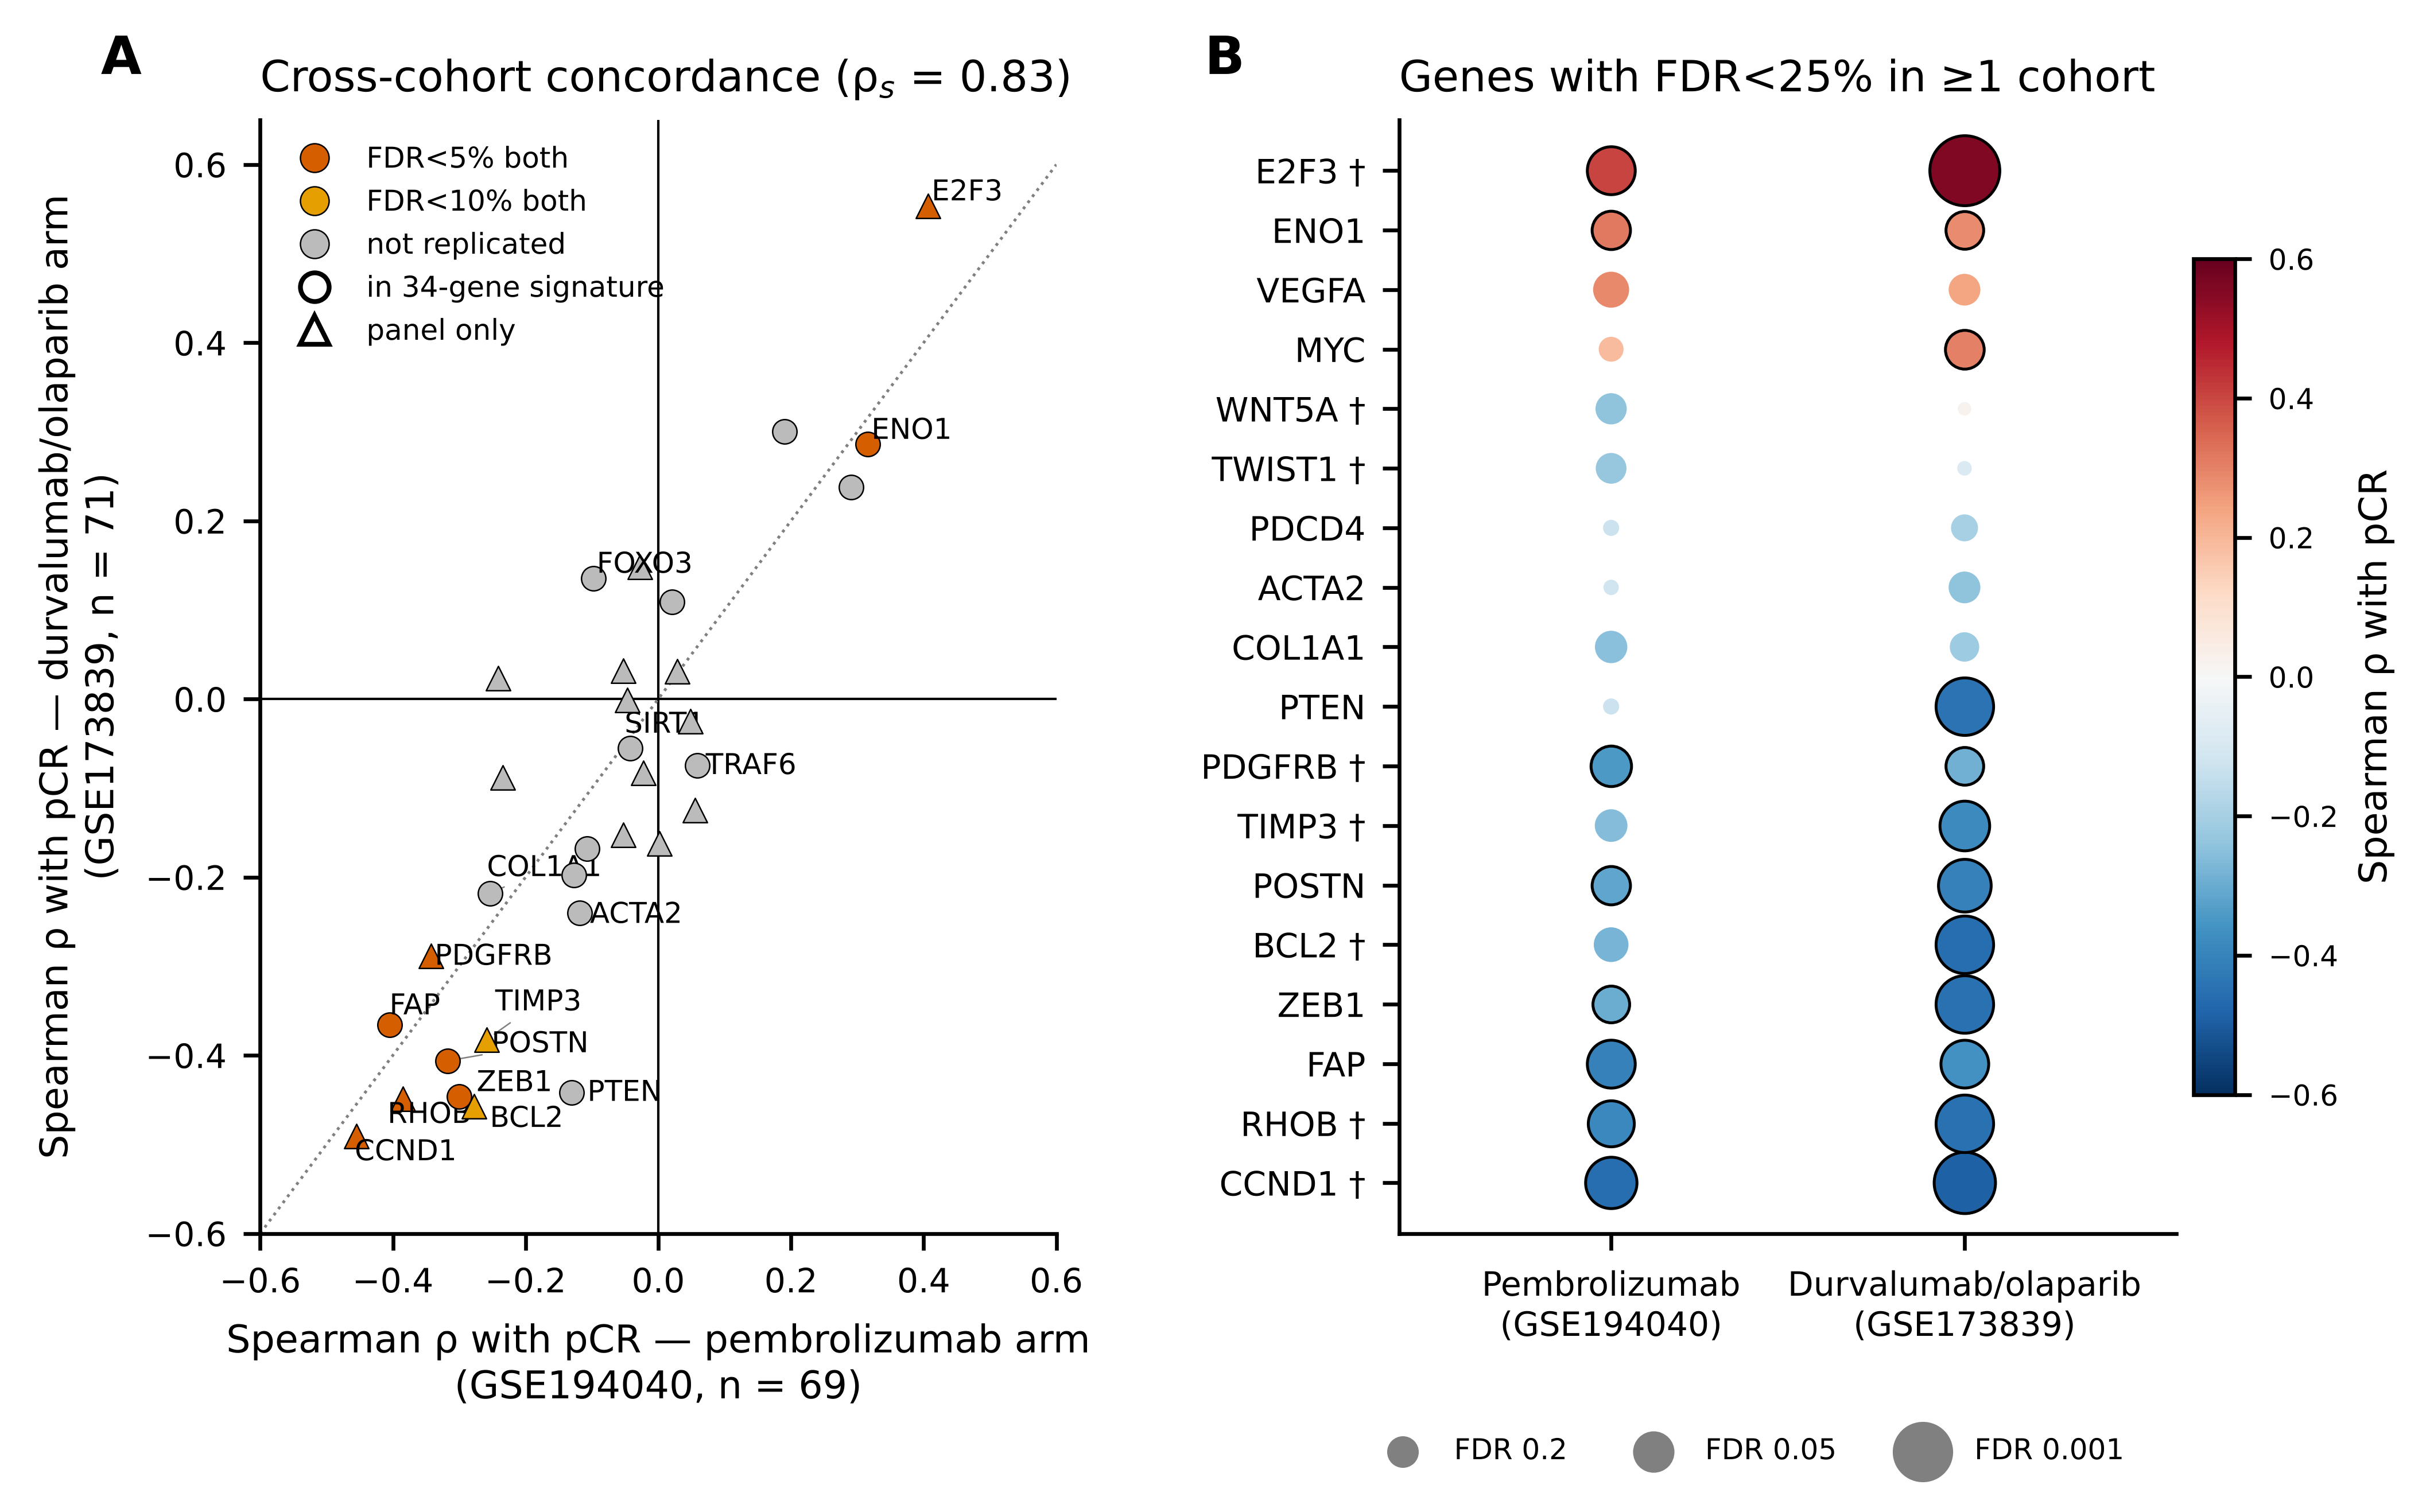 A
Cross-cohort concordance (ρs = 0.83)
Spearman ρ with pCR — durvalumab/olaparib arm
(GSE173839, n = 71)
0.6
0.4
0.2
0.0
−0.2
−0.4
−0.6
FDR<5% both
FDR<10% both
not replicated
in 34-gene signature
panel only
E2F3
ENO1
FOXO3
SIRT1
TRAF6
COL1A1
ACTA2
PDGFRB
TIMP3
FAP
POSTN
ZEB1
PTEN
RHOB
BCL2
CCND1
−0.6
−0.4
−0.2
0.0
0.2
0.4
0.6
Spearman ρ with pCR — pembrolizumab arm
(GSE194040, n = 69)
B
Genes with FDR<25% in ≥1 cohort
E2F3 †
ENO1
VEGFA
MYC
WNT5A †
TWIST1 †
PDCD4
ACTA2
COL1A1
PTEN
PDGFRB †
TIMP3 †
POSTN
BCL2 †
ZEB1
FAP
RHOB †
CCND1 †
Pembrolizumab
(GSE194040)
Durvalumab/olaparib
(GSE173839)
0.6
0.4
0.2
0.0
−0.2
−0.4
−0.6
Spearman ρ with pCR
FDR 0.2
FDR 0.05
FDR 0.001